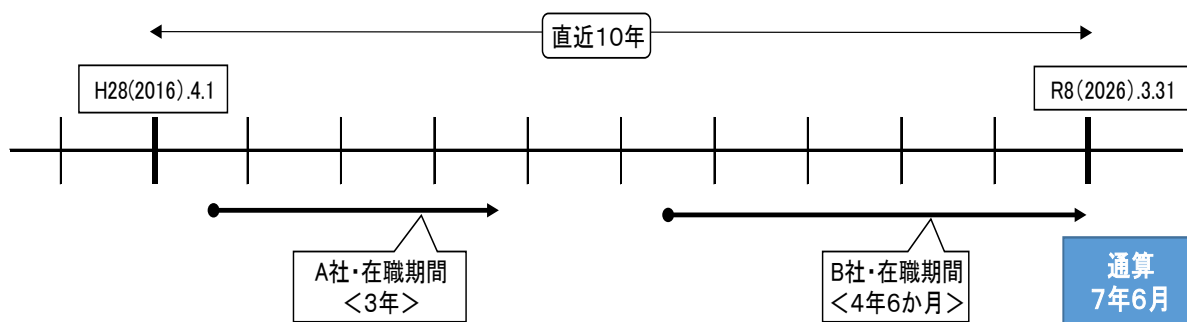 直近10年
H28(2016).4.1
R8(2026).3.31
A社・在職期間
＜3年＞
B社・在職期間
＜4年6か月＞
通算
7年6月